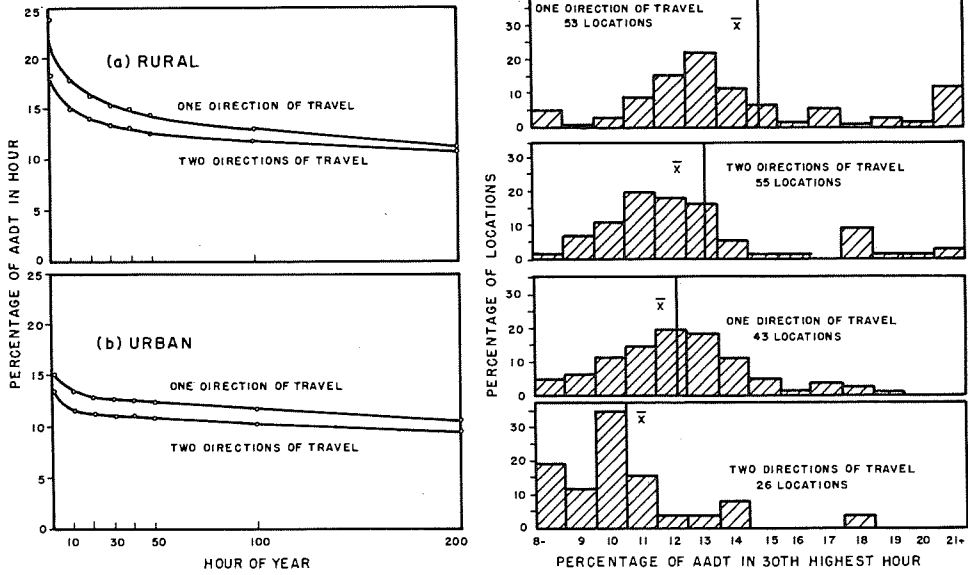 PERCENTAGE OF AADT IN HOUR
25
20
15
10
5
0
(a) RURAL
ONE DIRECTION OF TRAVEL
TWO DIRECTIONS OF TRAVEL
25
20
15
10
5
0
(b) URBAN
ONE DIRECTION OF TRAVEL
TWO DIRECTIONS OF TRAVEL
10 30 50 100 200
HOUR OF YEAR
PERCENTAGE OF LOCATIONS
30
20
10
0
ONE DIRECTION OF TRAVEL
53 LOCATIONS
x̄
30
20
10
0
x̄
TWO DIRECTIONS OF TRAVEL
55 LOCATIONS
30
20
10
0
x̄
ONE DIRECTION OF TRAVEL
43 LOCATIONS
30
20
10
0
x̄
TWO DIRECTIONS OF TRAVEL
26 LOCATIONS
8- 9 10 11 12 13 14 15 16 17 18 19 20 21+
PERCENTAGE OF AADT IN 30TH HIGHEST HOUR